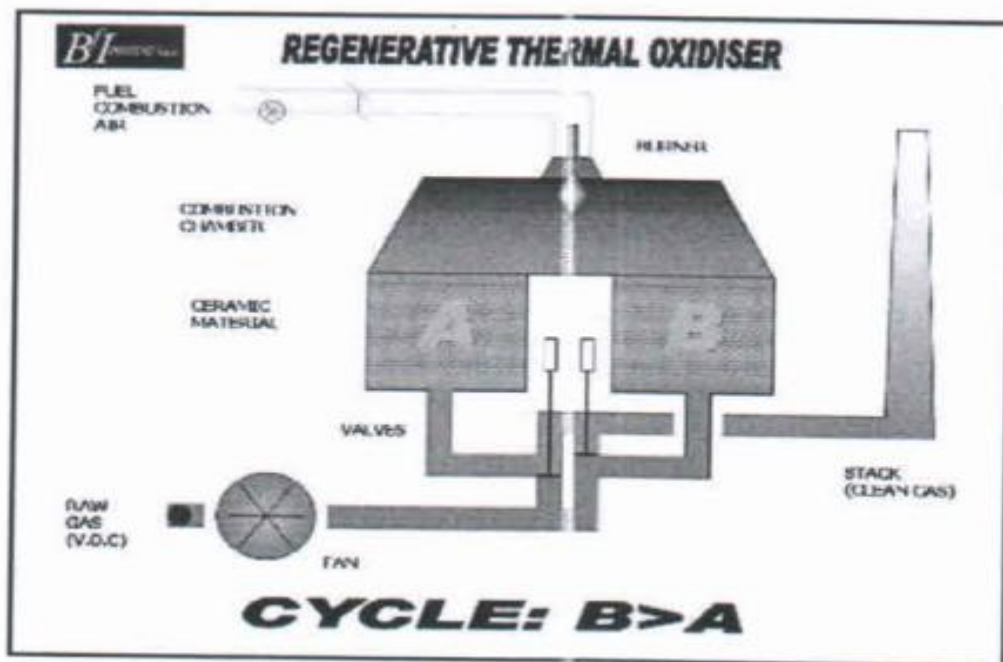 REGENERATIVE THERMAL OXIDISER
FUEL
COMBUSTION
AIR
BURNER
COMBUSTION
CHAMBER
CERAMIC
MATERIAL
A
B
VALVES
STACK
(CLEAN GAS)
RAW
GAS
(V.O.C)
FAN
CYCLE: B>A